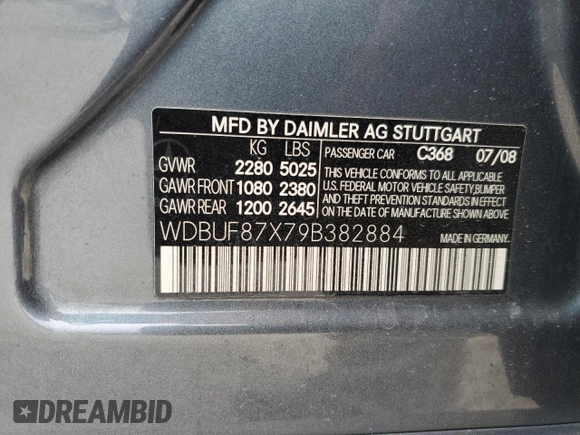 MFD BY DAIMLER AG STUTTGART
KG LBS
GVWR 2280 5025
GAWR FRONT 1080 2380
GAWR REAR 1200 2645
PASSENGER CAR C368 07/08
THIS VEHICLE CONFORMS TO ALL APPLICABLE
U.S. FEDERAL MOTOR VEHICLE SAFETY, BUMPER
AND THEFT PREVENTION STANDARDS IN EFFECT
ON THE DATE OF MANUFACTURE SHOWN ABOVE.
WDBUF87X79B382884
MADE IN GERMANY
DREAMBID